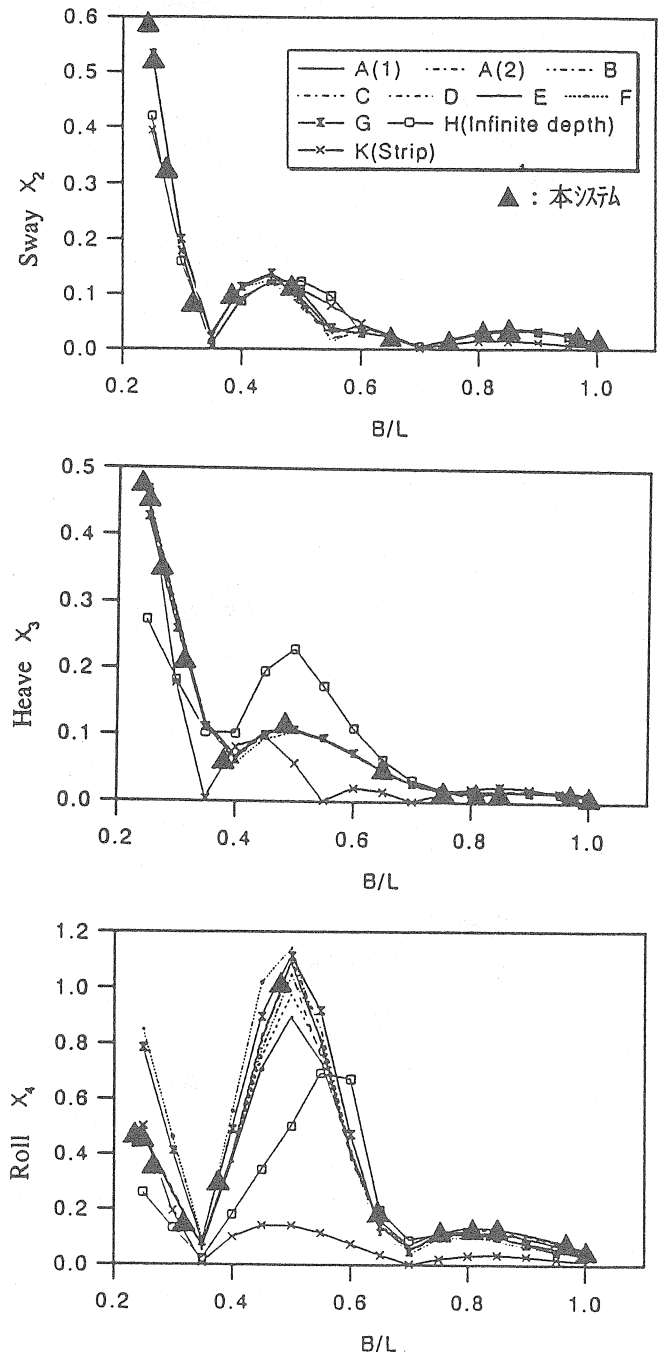 0.6
0.5
0.4
0.3
0.2
0.1
0.0
Sway X₂
A(1) A(2) B
C D E F
G H(Infinite depth)
K(Strip)
▲ : 本システム
0.2 0.4 0.6 0.8 1.0
B/L
0.5
0.4
0.3
0.2
0.1
0.0
Heave X₃
0.2 0.4 0.6 0.8 1.0
B/L
1.2
1.0
0.8
0.6
0.4
0.2
0.0
Roll X₄
0.2 0.4 0.6 0.8 1.0
B/L